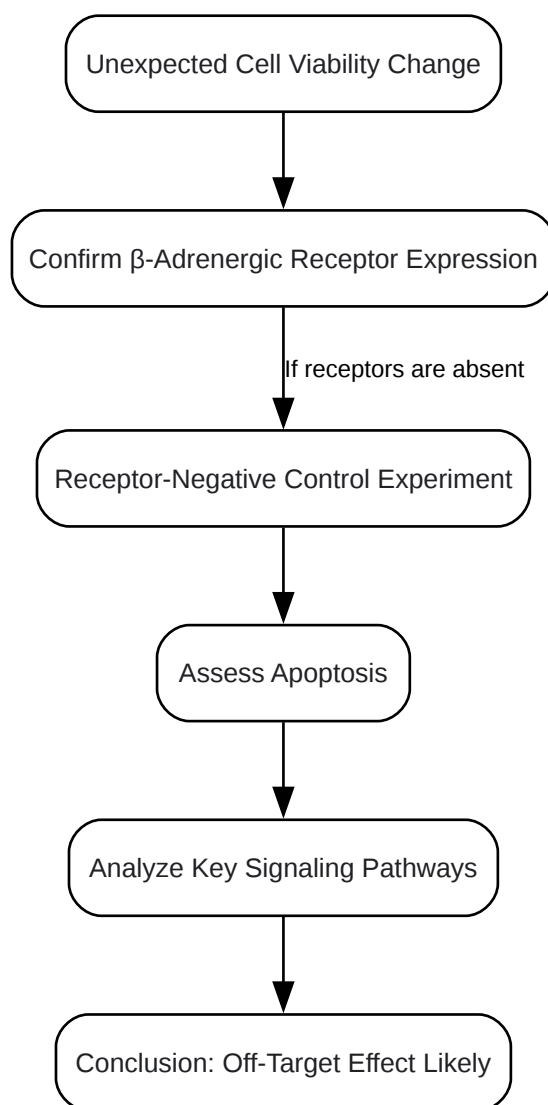 Unexpected Cell Viability Change
Confirm β-Adrenergic Receptor Expression
If receptors are absent
Receptor-Negative Control Experiment
Assess Apoptosis
Analyze Key Signaling Pathways
Conclusion: Off-Target Effect Likely